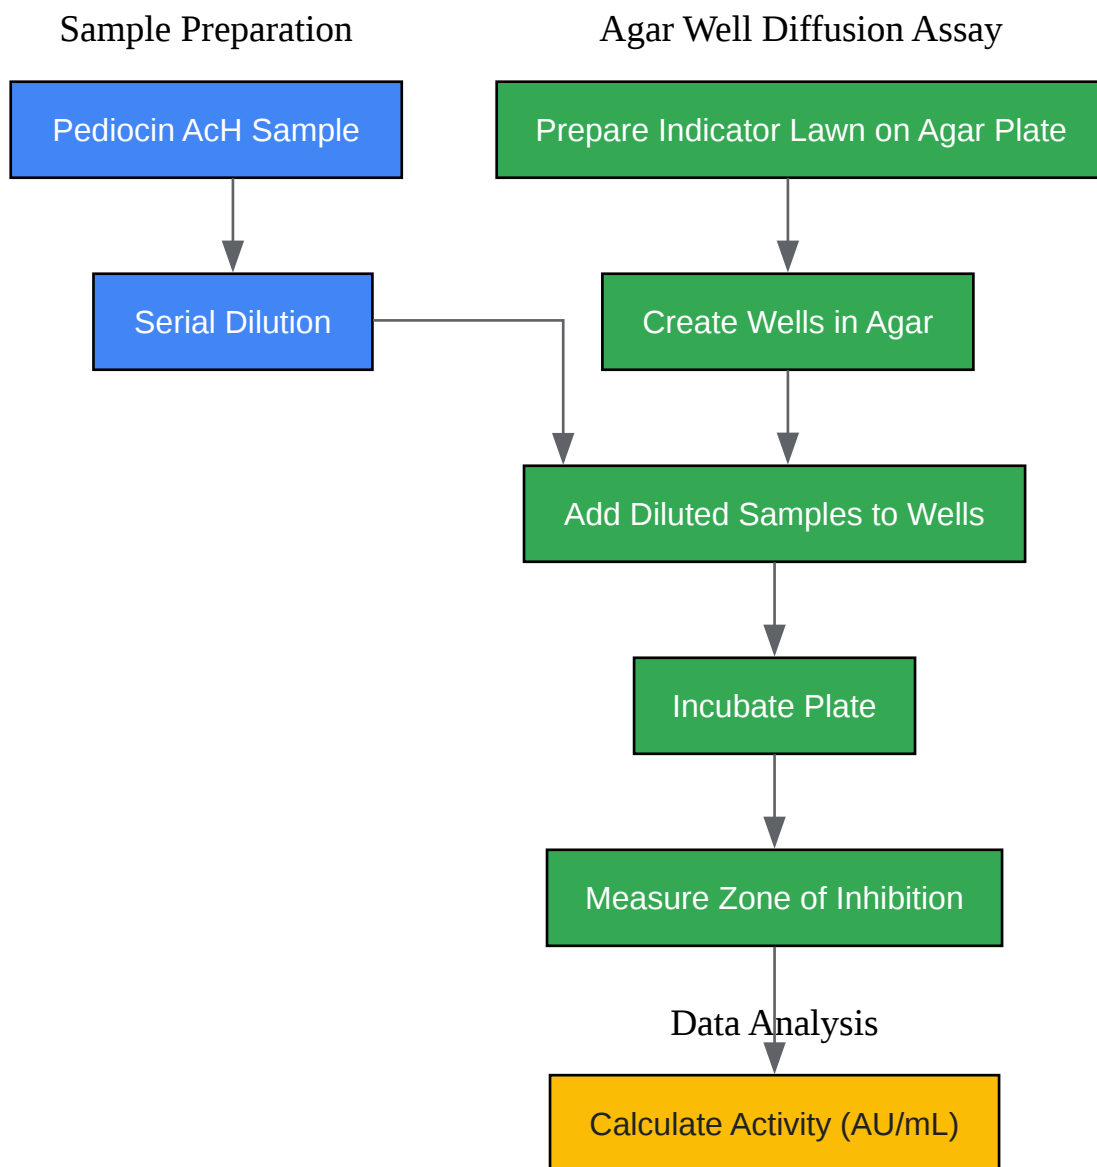 Sample Preparation
Agar Well Diffusion Assay
Pediocin AcH Sample
Prepare Indicator Lawn on Agar Plate
Serial Dilution
Create Wells in Agar
Add Diluted Samples to Wells
Incubate Plate
Measure Zone of Inhibition
Data Analysis
Calculate Activity (AU/mL)